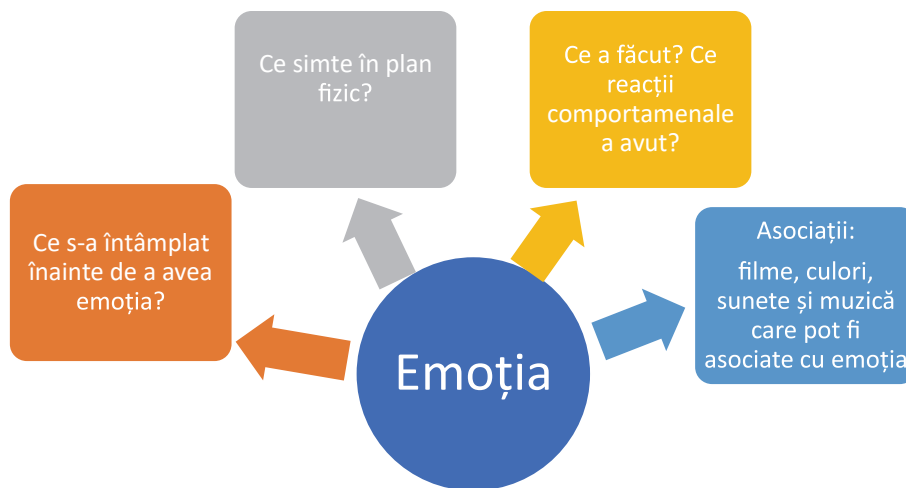 Ce simte în plan
fizic?
Ce a făcut? Ce
reacții
comportamenale
a avut?
Ce s-a întâmplat
înainte de a avea
emoția?
Asociații:
filme, culori,
sunete și muzică
care pot fi
asociate cu emoția
Emoția